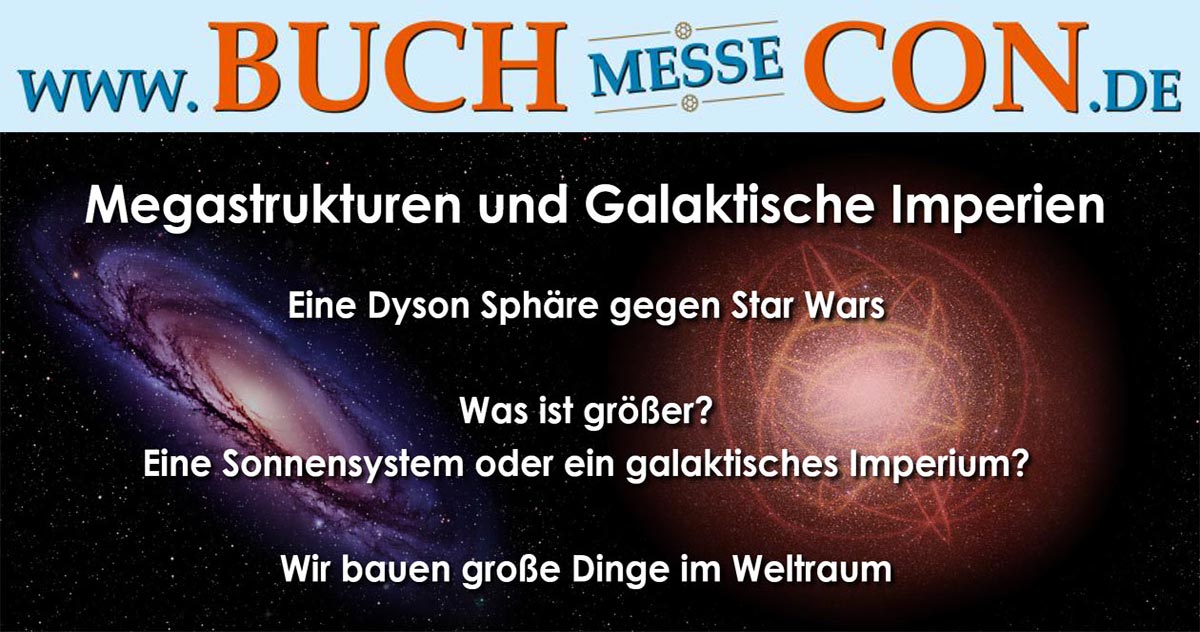 WWW.BUCH MESSE CON.DE
Megastrukturen und Galaktische Imperien
Eine Dyson Sphäre gegen Star Wars
Was ist größer?
Eine Sonnensystem oder ein galaktisches Imperium?
Wir bauen große Dinge im Weltraum